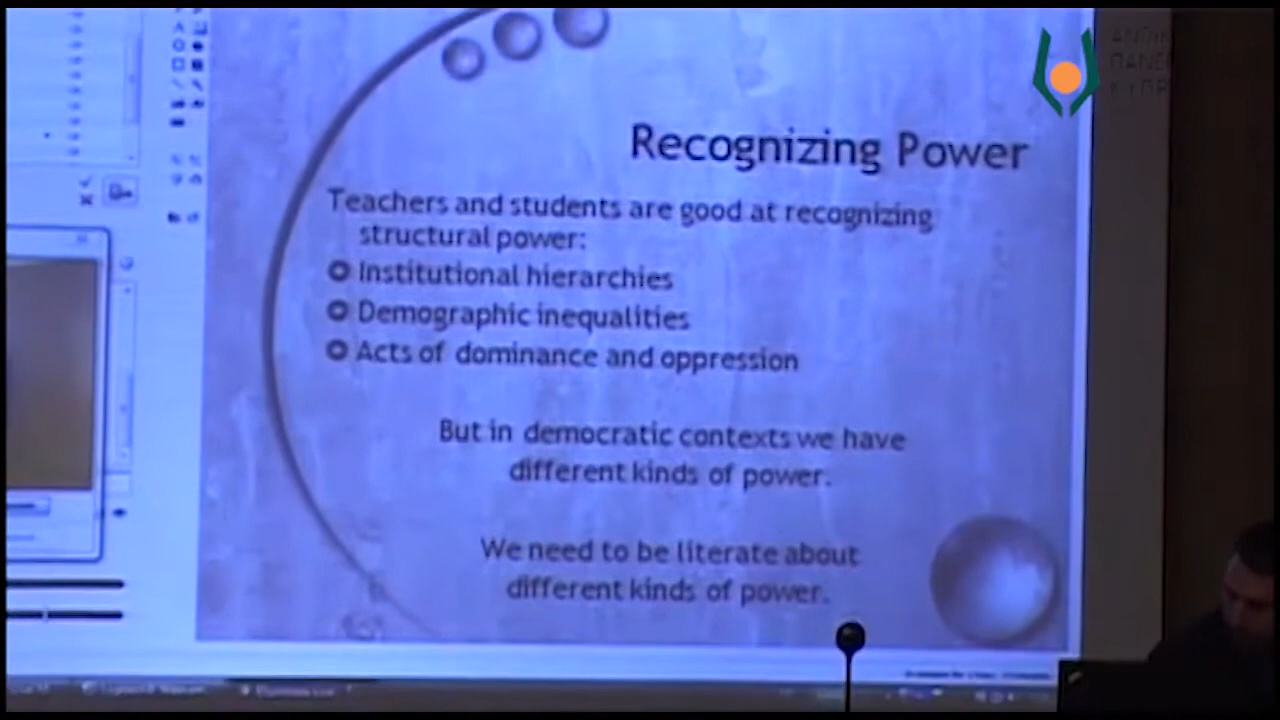 Recognizing Power
Teachers and students are good at recognizing
structural power:
Institutional hierarchies
Demographic inequalities
Acts of dominance and oppression
But in democratic contexts we have
different kinds of power.
We need to be literate about
different kinds of power.